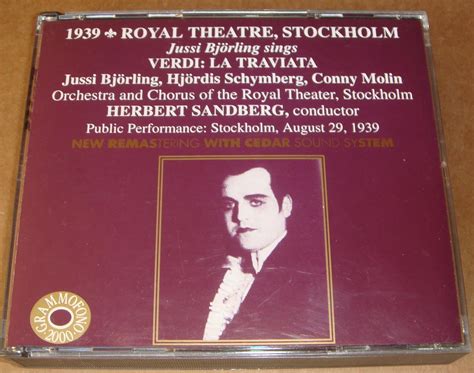 1939 ⚜ ROYAL THEATRE, STOCKHOLM
Jussi Björling sings
VERDI: LA TRAVIATA
Jussi Björling, Hjördis Schymberg, Conny Molin
Orchestra and Chorus of the Royal Theater, Stockholm
HERBERT SANDBERG, conductor
Public Performance: Stockholm, August 29, 1939
NEW REMASTERING WITH CEDAR SOUND SYSTEM
GRAMMOFONO 2000